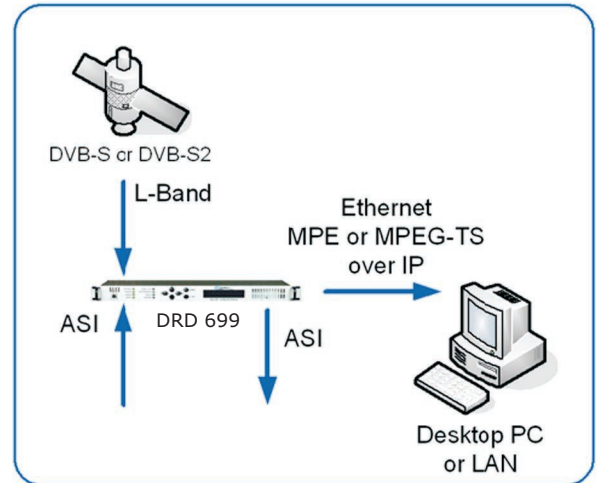 DVB-S or DVB-S2
L-Band
Ethernet
MPE or MPEG-TS
over IP
ASI
DRD 699
ASI
Desktop PC
or LAN